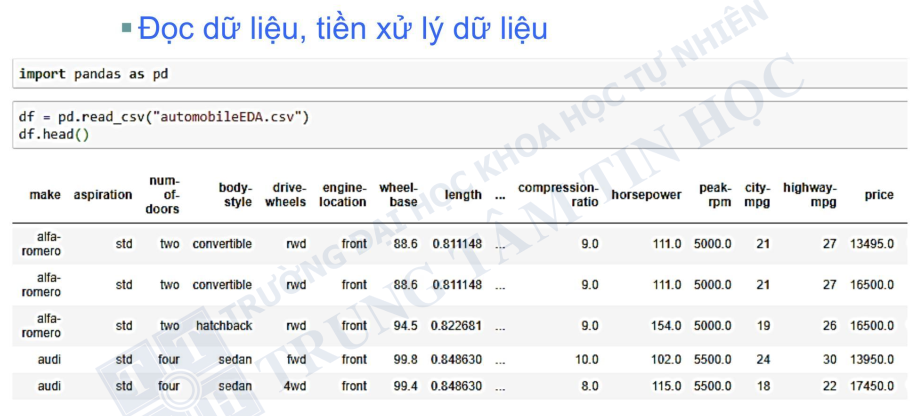 Đọc dữ liệu, tiền xử lý dữ liệu
import pandas as pd
df = pd.read_csv("automobileEDA.csv")
df.head()
make aspiration num-of-doors body-style drive-wheels engine-location wheel-base length ... compression-ratio horsepower peak-rpm city-mpg highway-mpg price
alfa-romero std two convertible rwd front 88.6 0.811148 ... 9.0 111.0 5000.0 21 27 13495.0
alfa-romero std two convertible rwd front 88.6 0.811148 ... 9.0 111.0 5000.0 21 27 16500.0
alfa-romero std two hatchback rwd front 94.5 0.822681 ... 9.0 154.0 5000.0 19 26 16500.0
audi std four sedan fwd front 99.8 0.848630 ... 10.0 102.0 5500.0 24 30 13950.0
audi std four sedan 4wd front 99.4 0.848630 ... 8.0 115.0 5500.0 18 22 17450.0
TRƯỜNG ĐẠI HỌC KHOA HỌC TỰ NHIÊN
TRUNG TÂM TIN HỌC